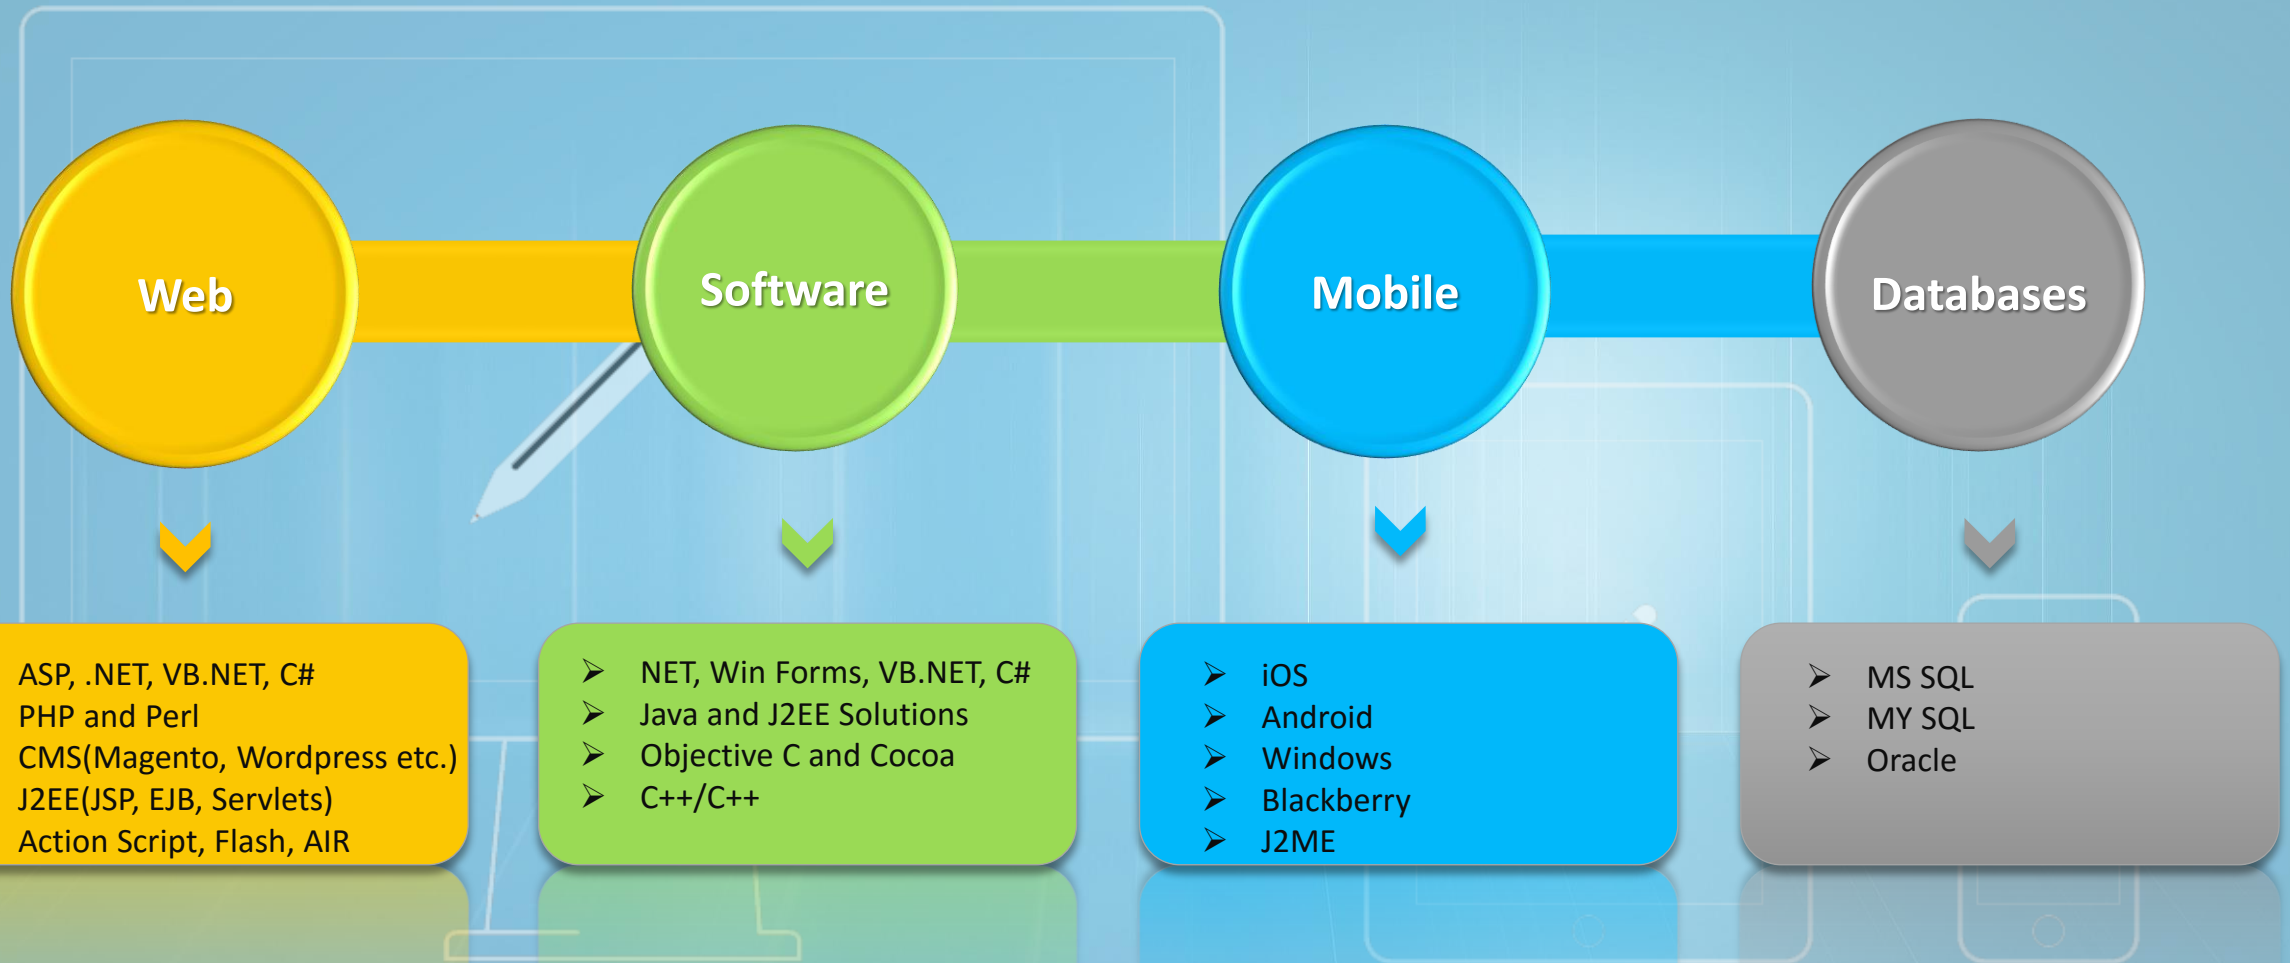 Web
Software
Mobile
Databases
ASP, .NET, VB.NET, C#
PHP and Perl
CMS(Magento, Wordpress etc.)
J2EE(JSP, EJB, Servlets)
Action Script, Flash, AIR
NET, Win Forms, VB.NET, C#
Java and J2EE Solutions
Objective C and Cocoa
C++/C++
iOS
Android
Windows
Blackberry
J2ME
MS SQL
MY SQL
Oracle